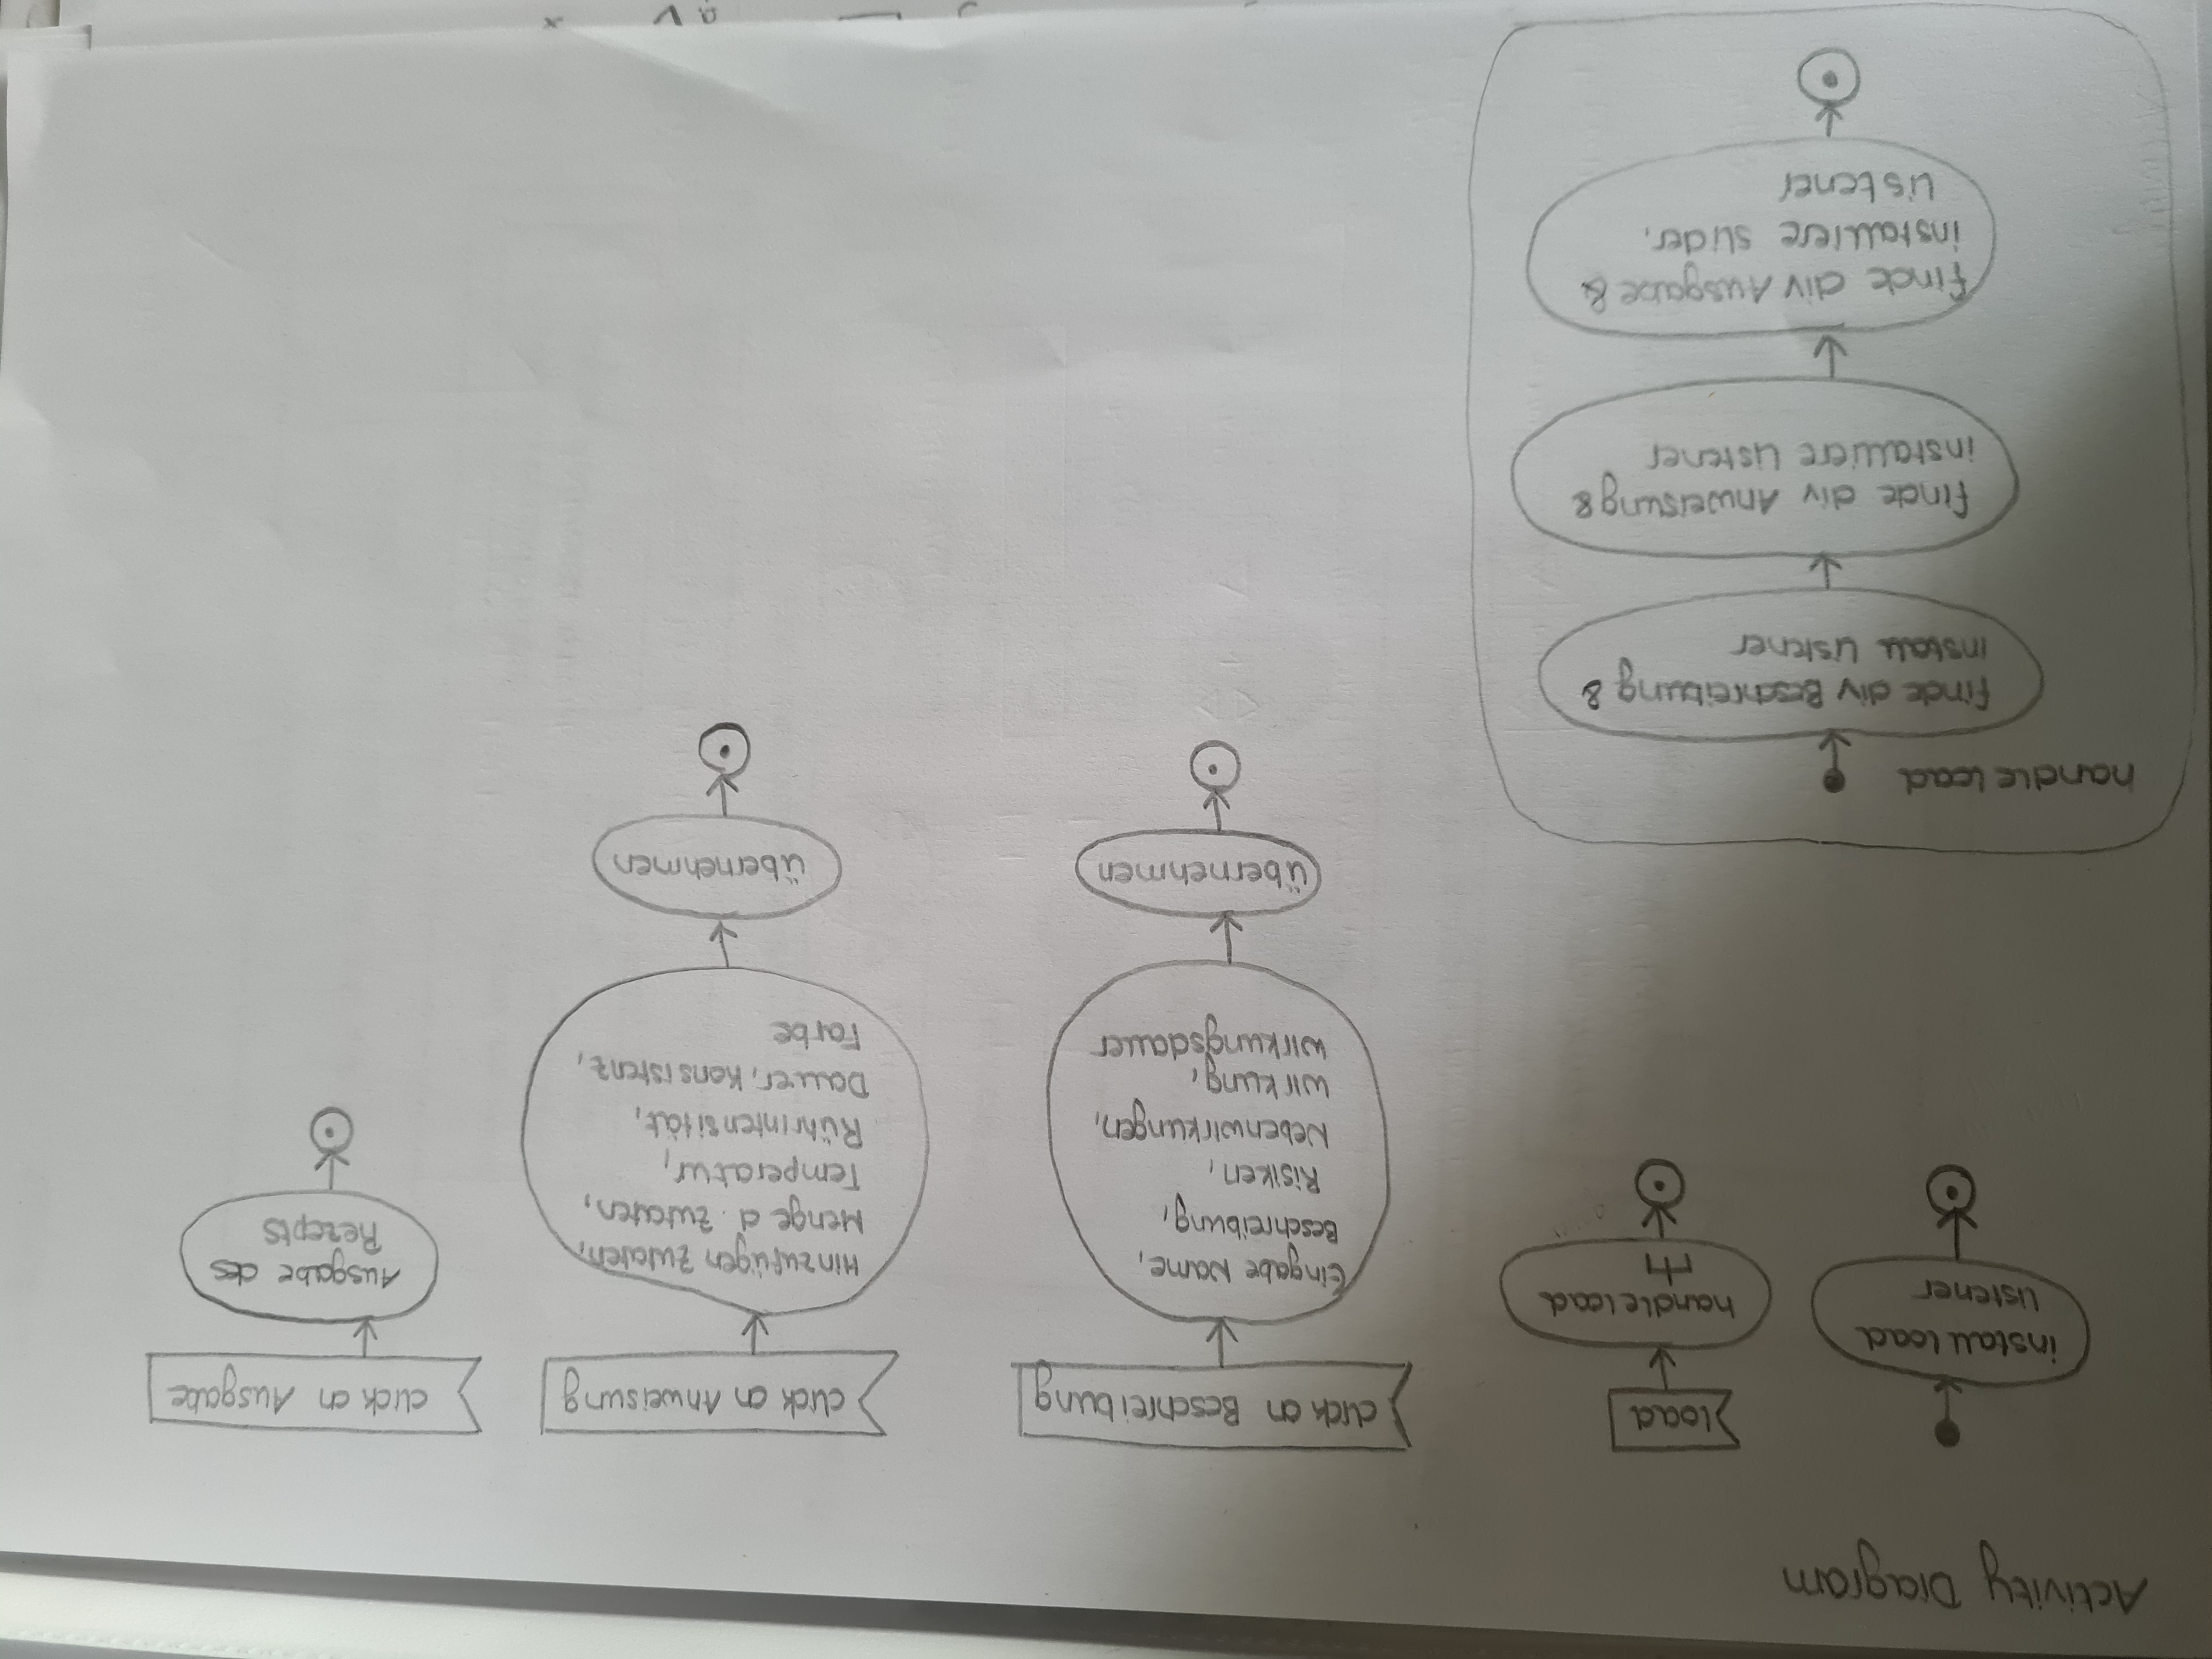 Activity Diagram
install load
listener
load
handle load
click on Beschreibung
Eingabe Name,
Beschreibung,
Risiken,
Nebenwirkungen,
Wirkung,
Wirkungsdauer
übernehmen
click on Anweisung
Hinzufügen Zutaten,
Menge d. Zutaten,
Temperatur,
Rührintensität,
Dauer, Konsistenz,
Farbe
übernehmen
click on Ausgabe
Ausgabe des
Rezepts
handle load
finde div Beschreibung &
install listener
finde div Anweisung &
installiere listener
finde div Ausgabe &
installiere slider,
listener